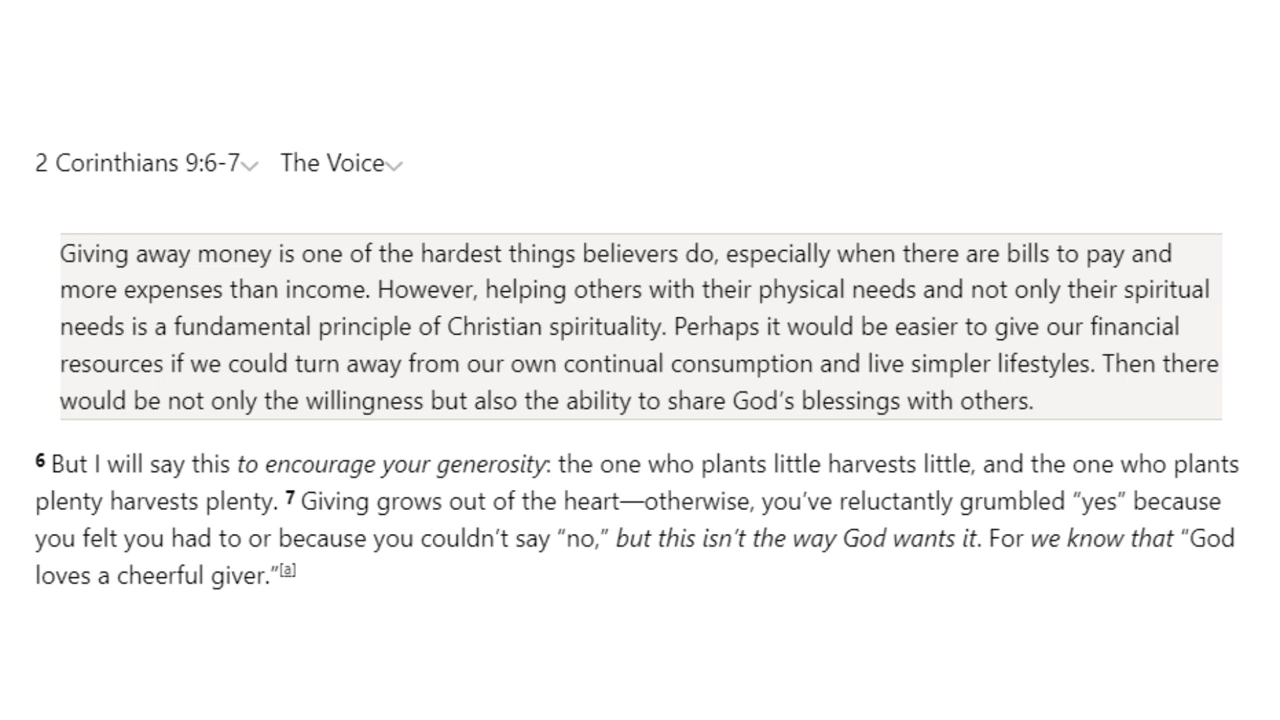 2 Corinthians 9:6-7 The Voice
Giving away money is one of the hardest things believers do, especially when there are bills to pay and
more expenses than income. However, helping others with their physical needs and not only their spiritual
needs is a fundamental principle of Christian spirituality. Perhaps it would be easier to give our financial
resources if we could turn away from our own continual consumption and live simpler lifestyles. Then there
would be not only the willingness but also the ability to share God's blessings with others.
6 But I will say this to encourage your generosity: the one who plants little harvests little, and the one who plants
plenty harvests plenty. 7 Giving grows out of the heart—otherwise, you've reluctantly grumbled “yes” because
you felt you had to or because you couldn't say “no,” but this isn't the way God wants it. For we know that “God
loves a cheerful giver.”[a]